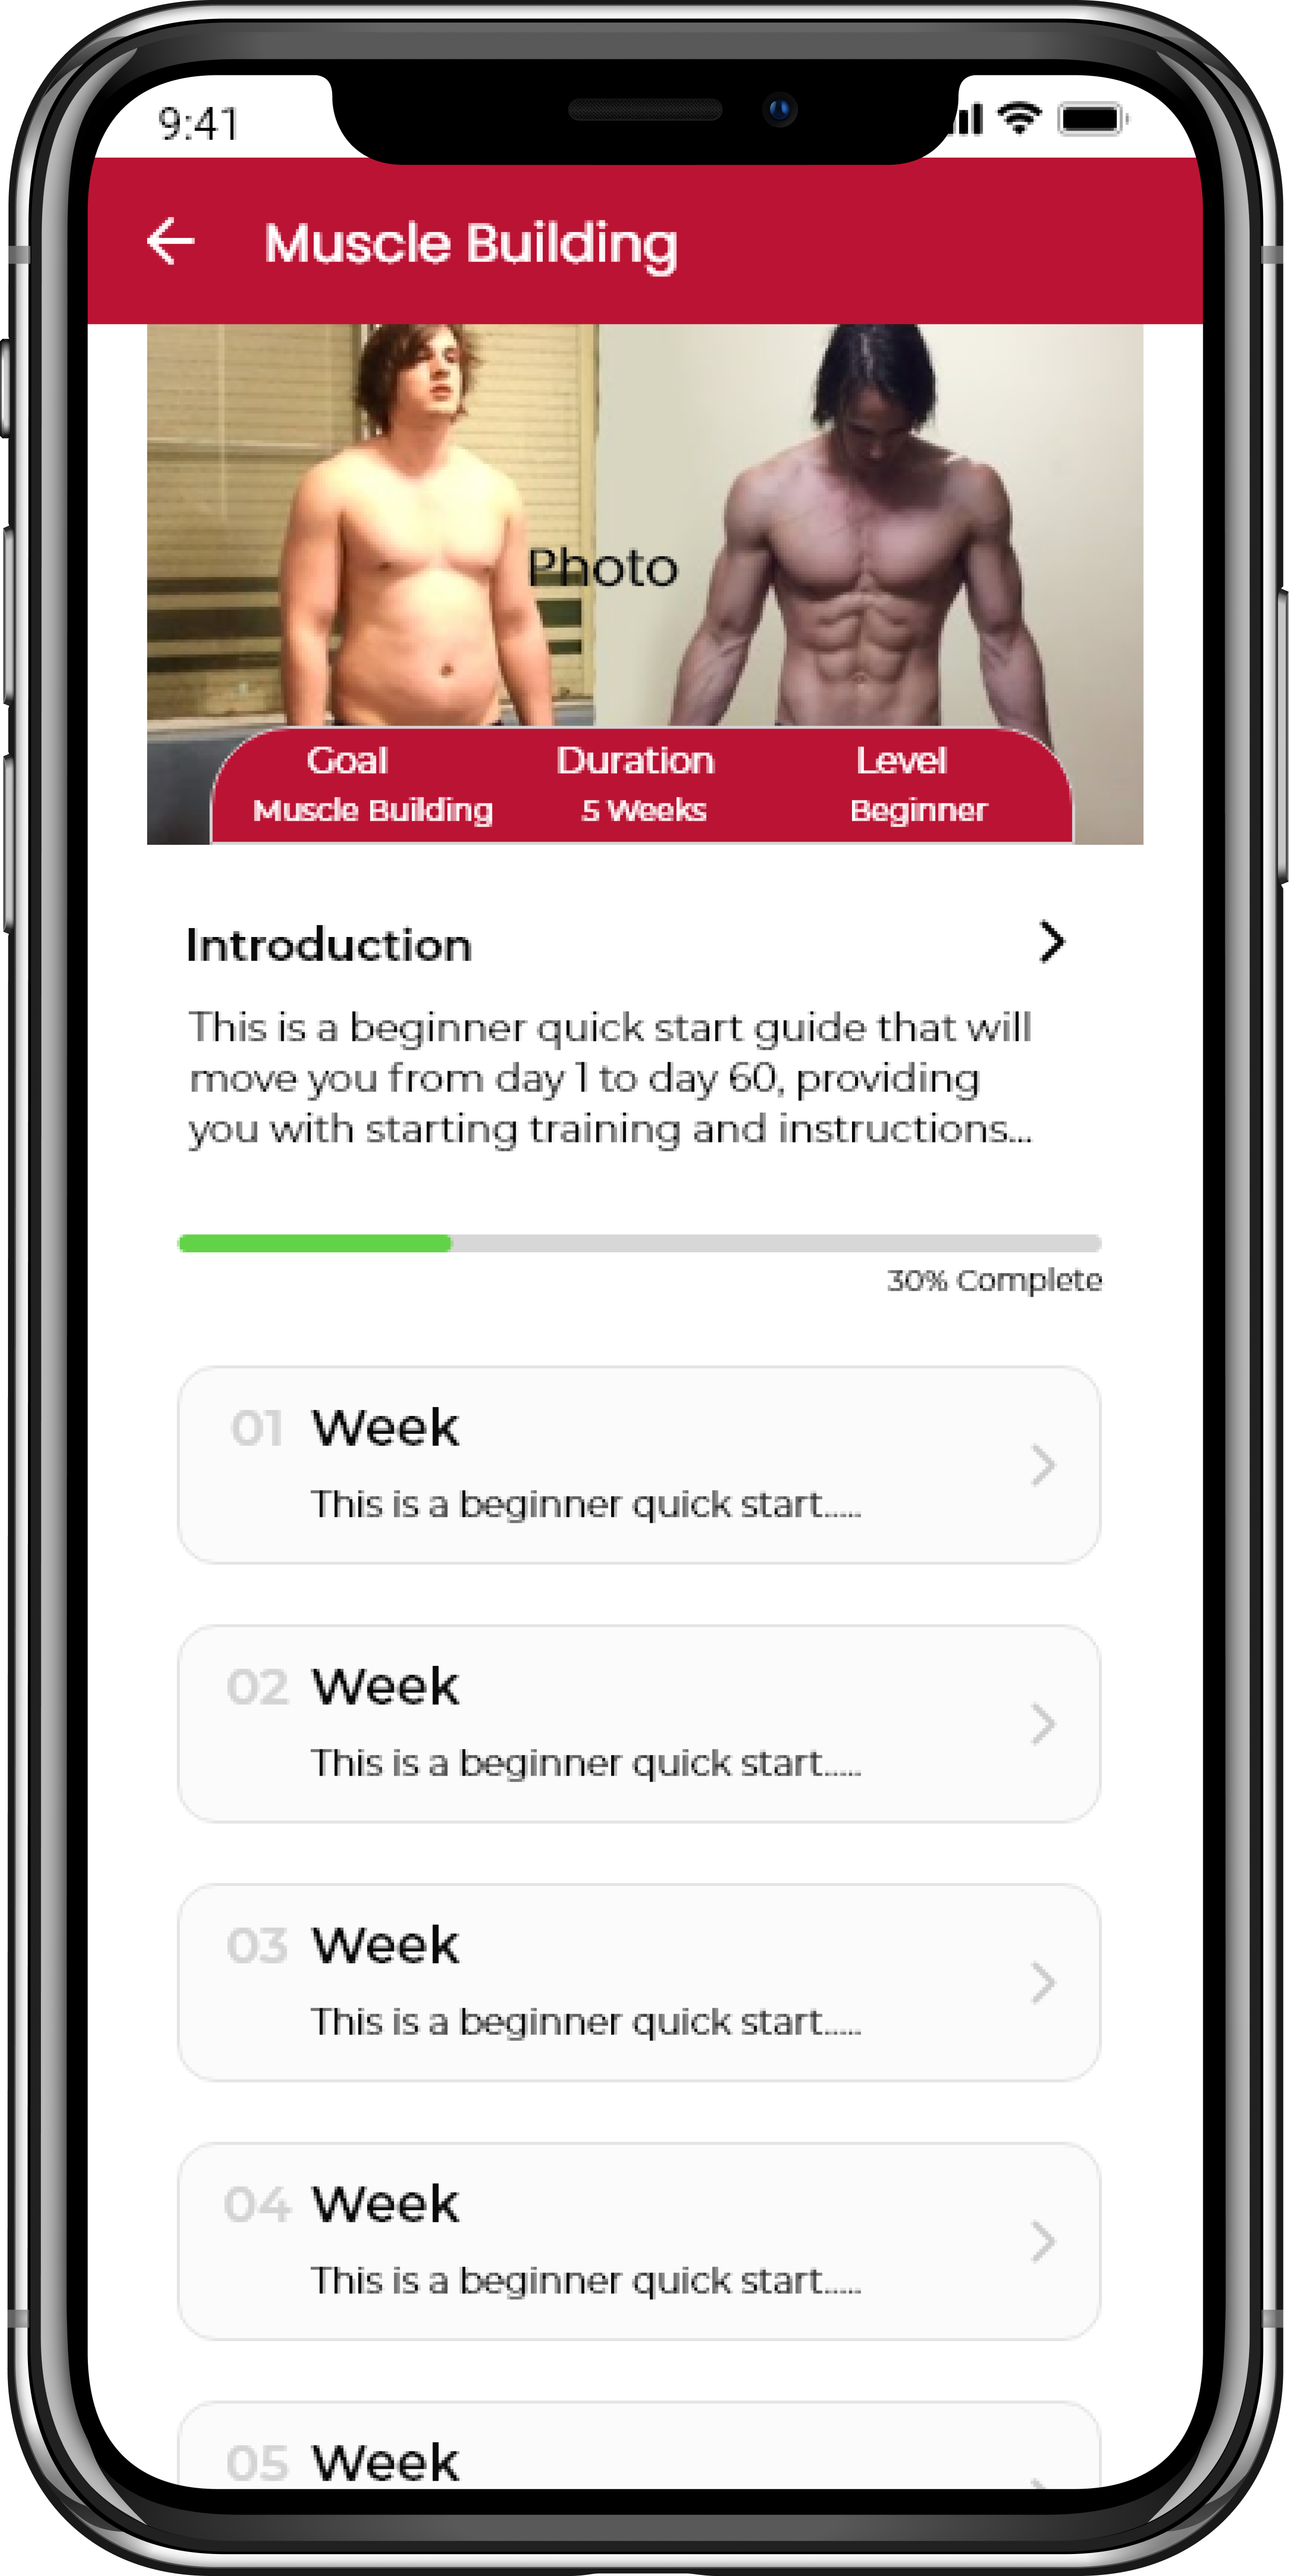 9:41
Muscle Building
Photo
Goal Duration Level
Muscle Building 5 Weeks Beginner
Introduction
This is a beginner quick start guide that will
move you from day 1 to day 60, providing
you with starting training and instructions...
30% Complete
01 Week
This is a beginner quick start.....
02 Week
This is a beginner quick start.....
03 Week
This is a beginner quick start.....
04 Week
This is a beginner quick start.....
05 Week